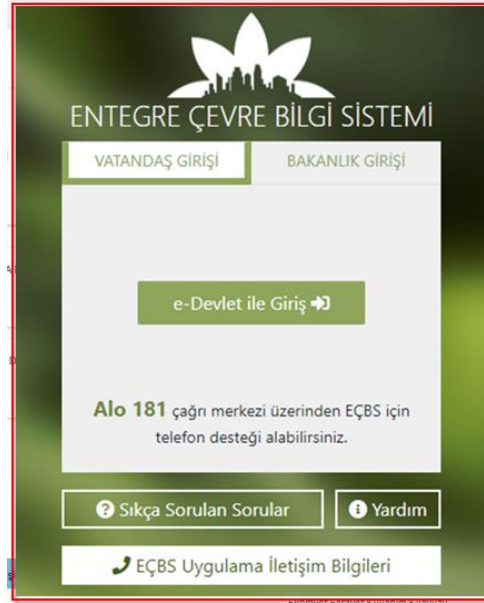 ENTEGRE ÇEVRE BİLGİ SİSTEMİ
VATANDAŞ GİRİŞİ BAKANLIK GİRİŞİ
e-Devlet ile Giriş
Alo 181 çağrı merkezi üzerinden EÇBS için
telefon desteği alabilirsiniz.
Sıkça Sorulan Sorular Yardım
EÇBS Uygulama İletişim Bilgileri